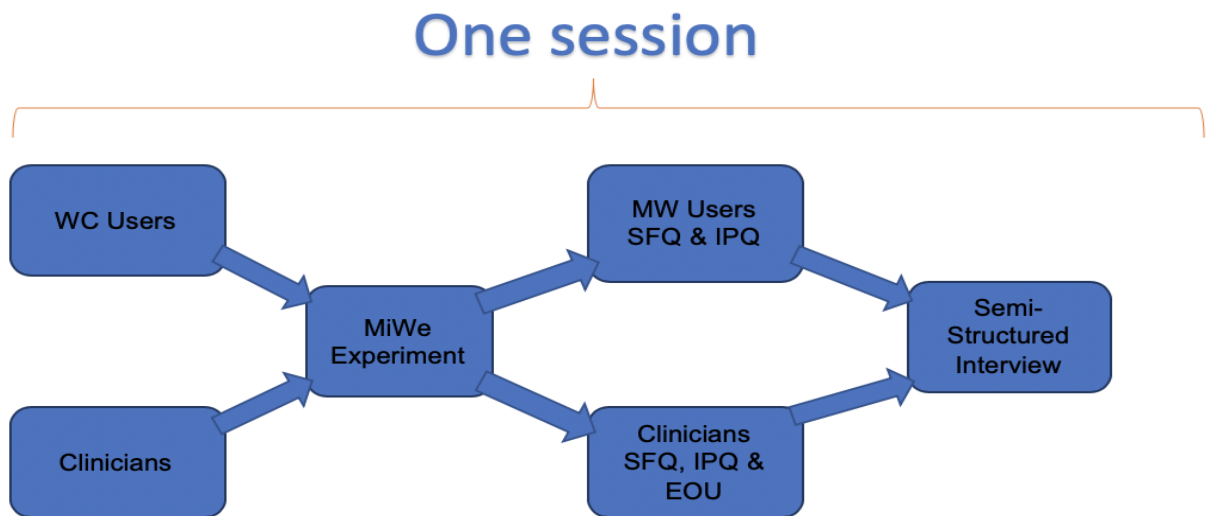 One session
WC Users
Clinicians
MiWe
Experiment
MW Users
SFQ & IPQ
Clinicians
SFQ, IPQ &
EOU
Semi-
Structured
Interview